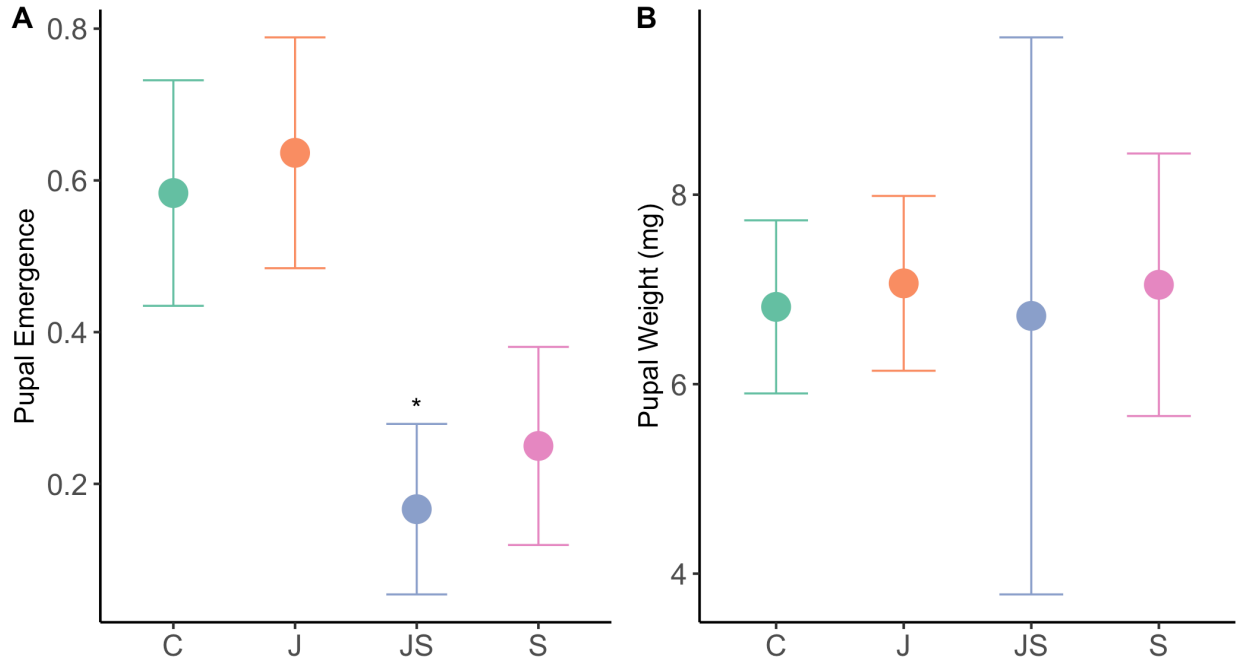 A
Pupal Emergence
0.8
0.6
0.4
0.2
*
C J JS S
B
Pupal Weight (mg)
8
6
4
C J JS S